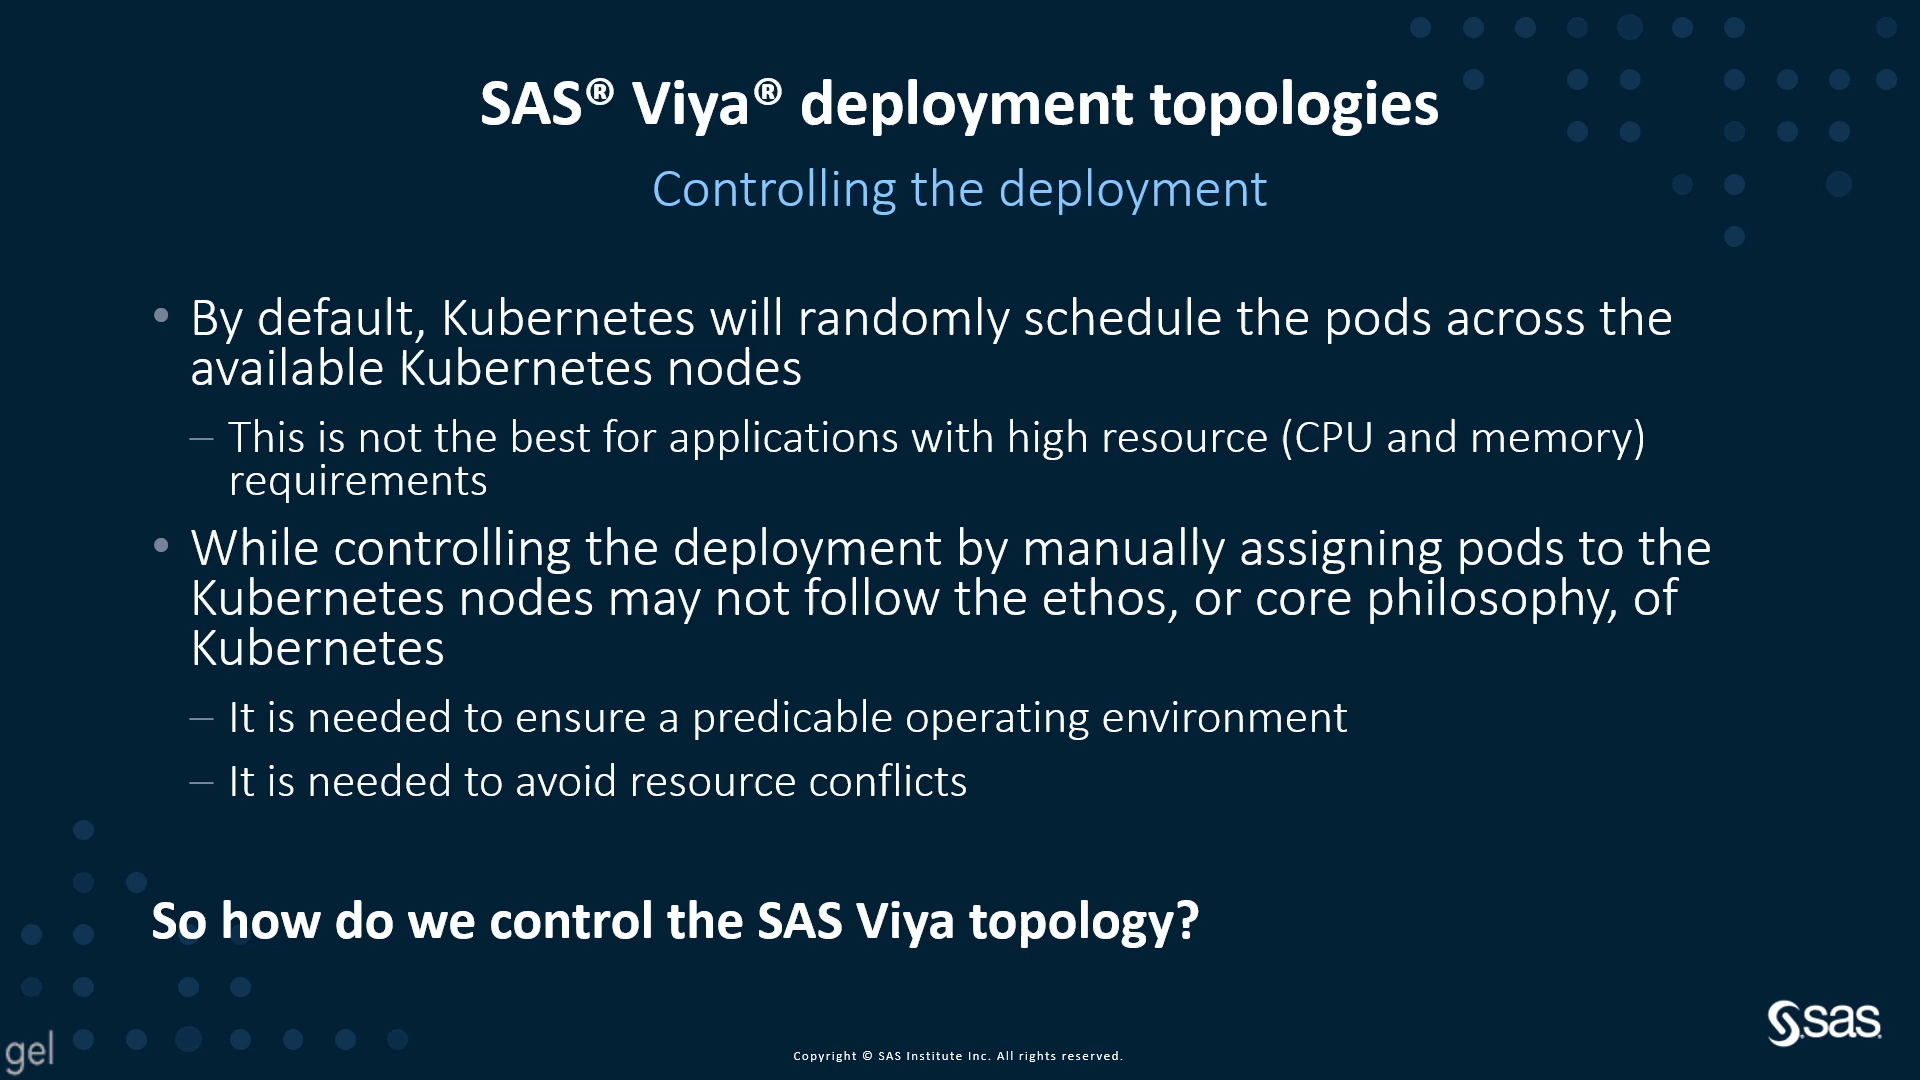 SAS® Viya® deployment topologies
Controlling the deployment
• By default, Kubernetes will randomly schedule the pods across the
available Kubernetes nodes
– This is not the best for applications with high resource (CPU and memory)
requirements
• While controlling the deployment by manually assigning pods to the
Kubernetes nodes may not follow the ethos, or core philosophy, of
Kubernetes
– It is needed to ensure a predicable operating environment
– It is needed to avoid resource conflicts
So how do we control the SAS Viya topology?
gel
Copyright © SAS Institute Inc. All rights reserved.
sas